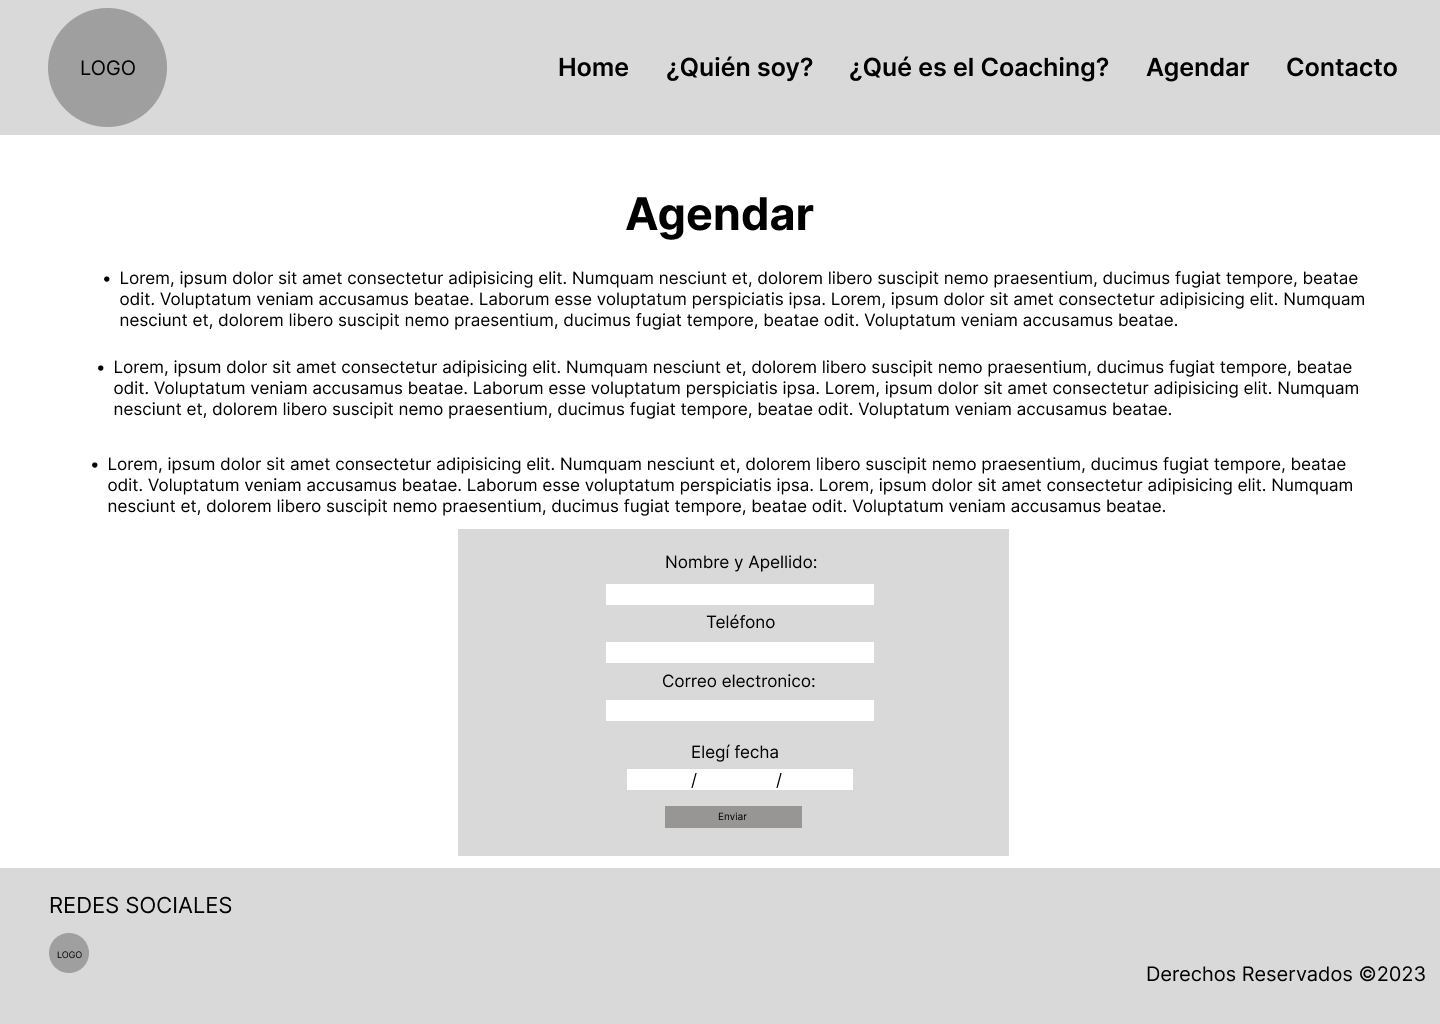 LOGO
Home ¿Quién soy? ¿Qué es el Coaching? Agendar Contacto
Agendar
• Lorem, ipsum dolor sit amet consectetur adipisicing elit. Numquam nesciunt et, dolorem libero suscipit nemo praesentium, ducimus fugiat tempore, beatae
odit. Voluptatum veniam accusamus beatae. Laborum esse voluptatum perspiciatis ipsa. Lorem, ipsum dolor sit amet consectetur adipisicing elit. Numquam
nesciunt et, dolorem libero suscipit nemo praesentium, ducimus fugiat tempore, beatae odit. Voluptatum veniam accusamus beatae.
• Lorem, ipsum dolor sit amet consectetur adipisicing elit. Numquam nesciunt et, dolorem libero suscipit nemo praesentium, ducimus fugiat tempore, beatae
odit. Voluptatum veniam accusamus beatae. Laborum esse voluptatum perspiciatis ipsa. Lorem, ipsum dolor sit amet consectetur adipisicing elit. Numquam
nesciunt et, dolorem libero suscipit nemo praesentium, ducimus fugiat tempore, beatae odit. Voluptatum veniam accusamus beatae.
• Lorem, ipsum dolor sit amet consectetur adipisicing elit. Numquam nesciunt et, dolorem libero suscipit nemo praesentium, ducimus fugiat tempore, beatae
odit. Voluptatum veniam accusamus beatae. Laborum esse voluptatum perspiciatis ipsa. Lorem, ipsum dolor sit amet consectetur adipisicing elit. Numquam
nesciunt et, dolorem libero suscipit nemo praesentium, ducimus fugiat tempore, beatae odit. Voluptatum veniam accusamus beatae.
Nombre y Apellido:
Teléfono
Correo electronico:
Elegí fecha
/ /
Enviar
REDES SOCIALES
LOGO
Derechos Reservados ©2023